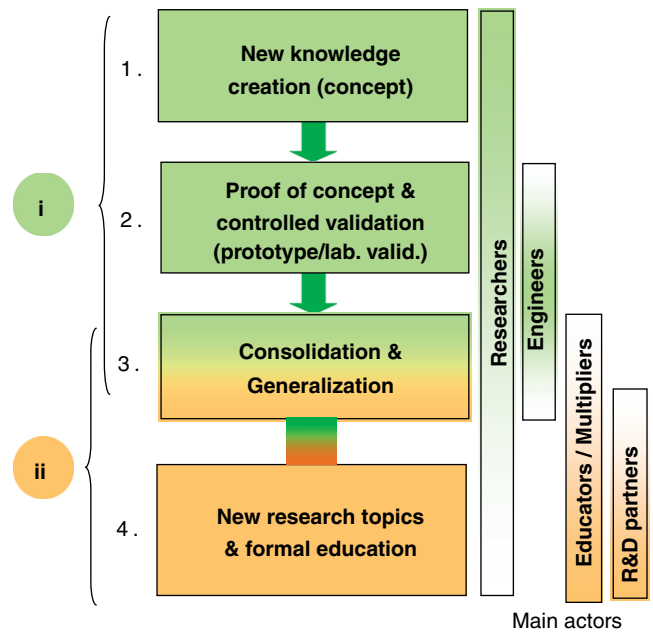 1 .
New knowledge
creation (concept)
i
2 .
Proof of concept &
controlled validation
(prototype/lab. valid.)
3 .
Consolidation &
Generalization
ii
4 .
New research topics
& formal education
Researchers
Engineers
Educators / Multipliers
R&D partners
Main actors